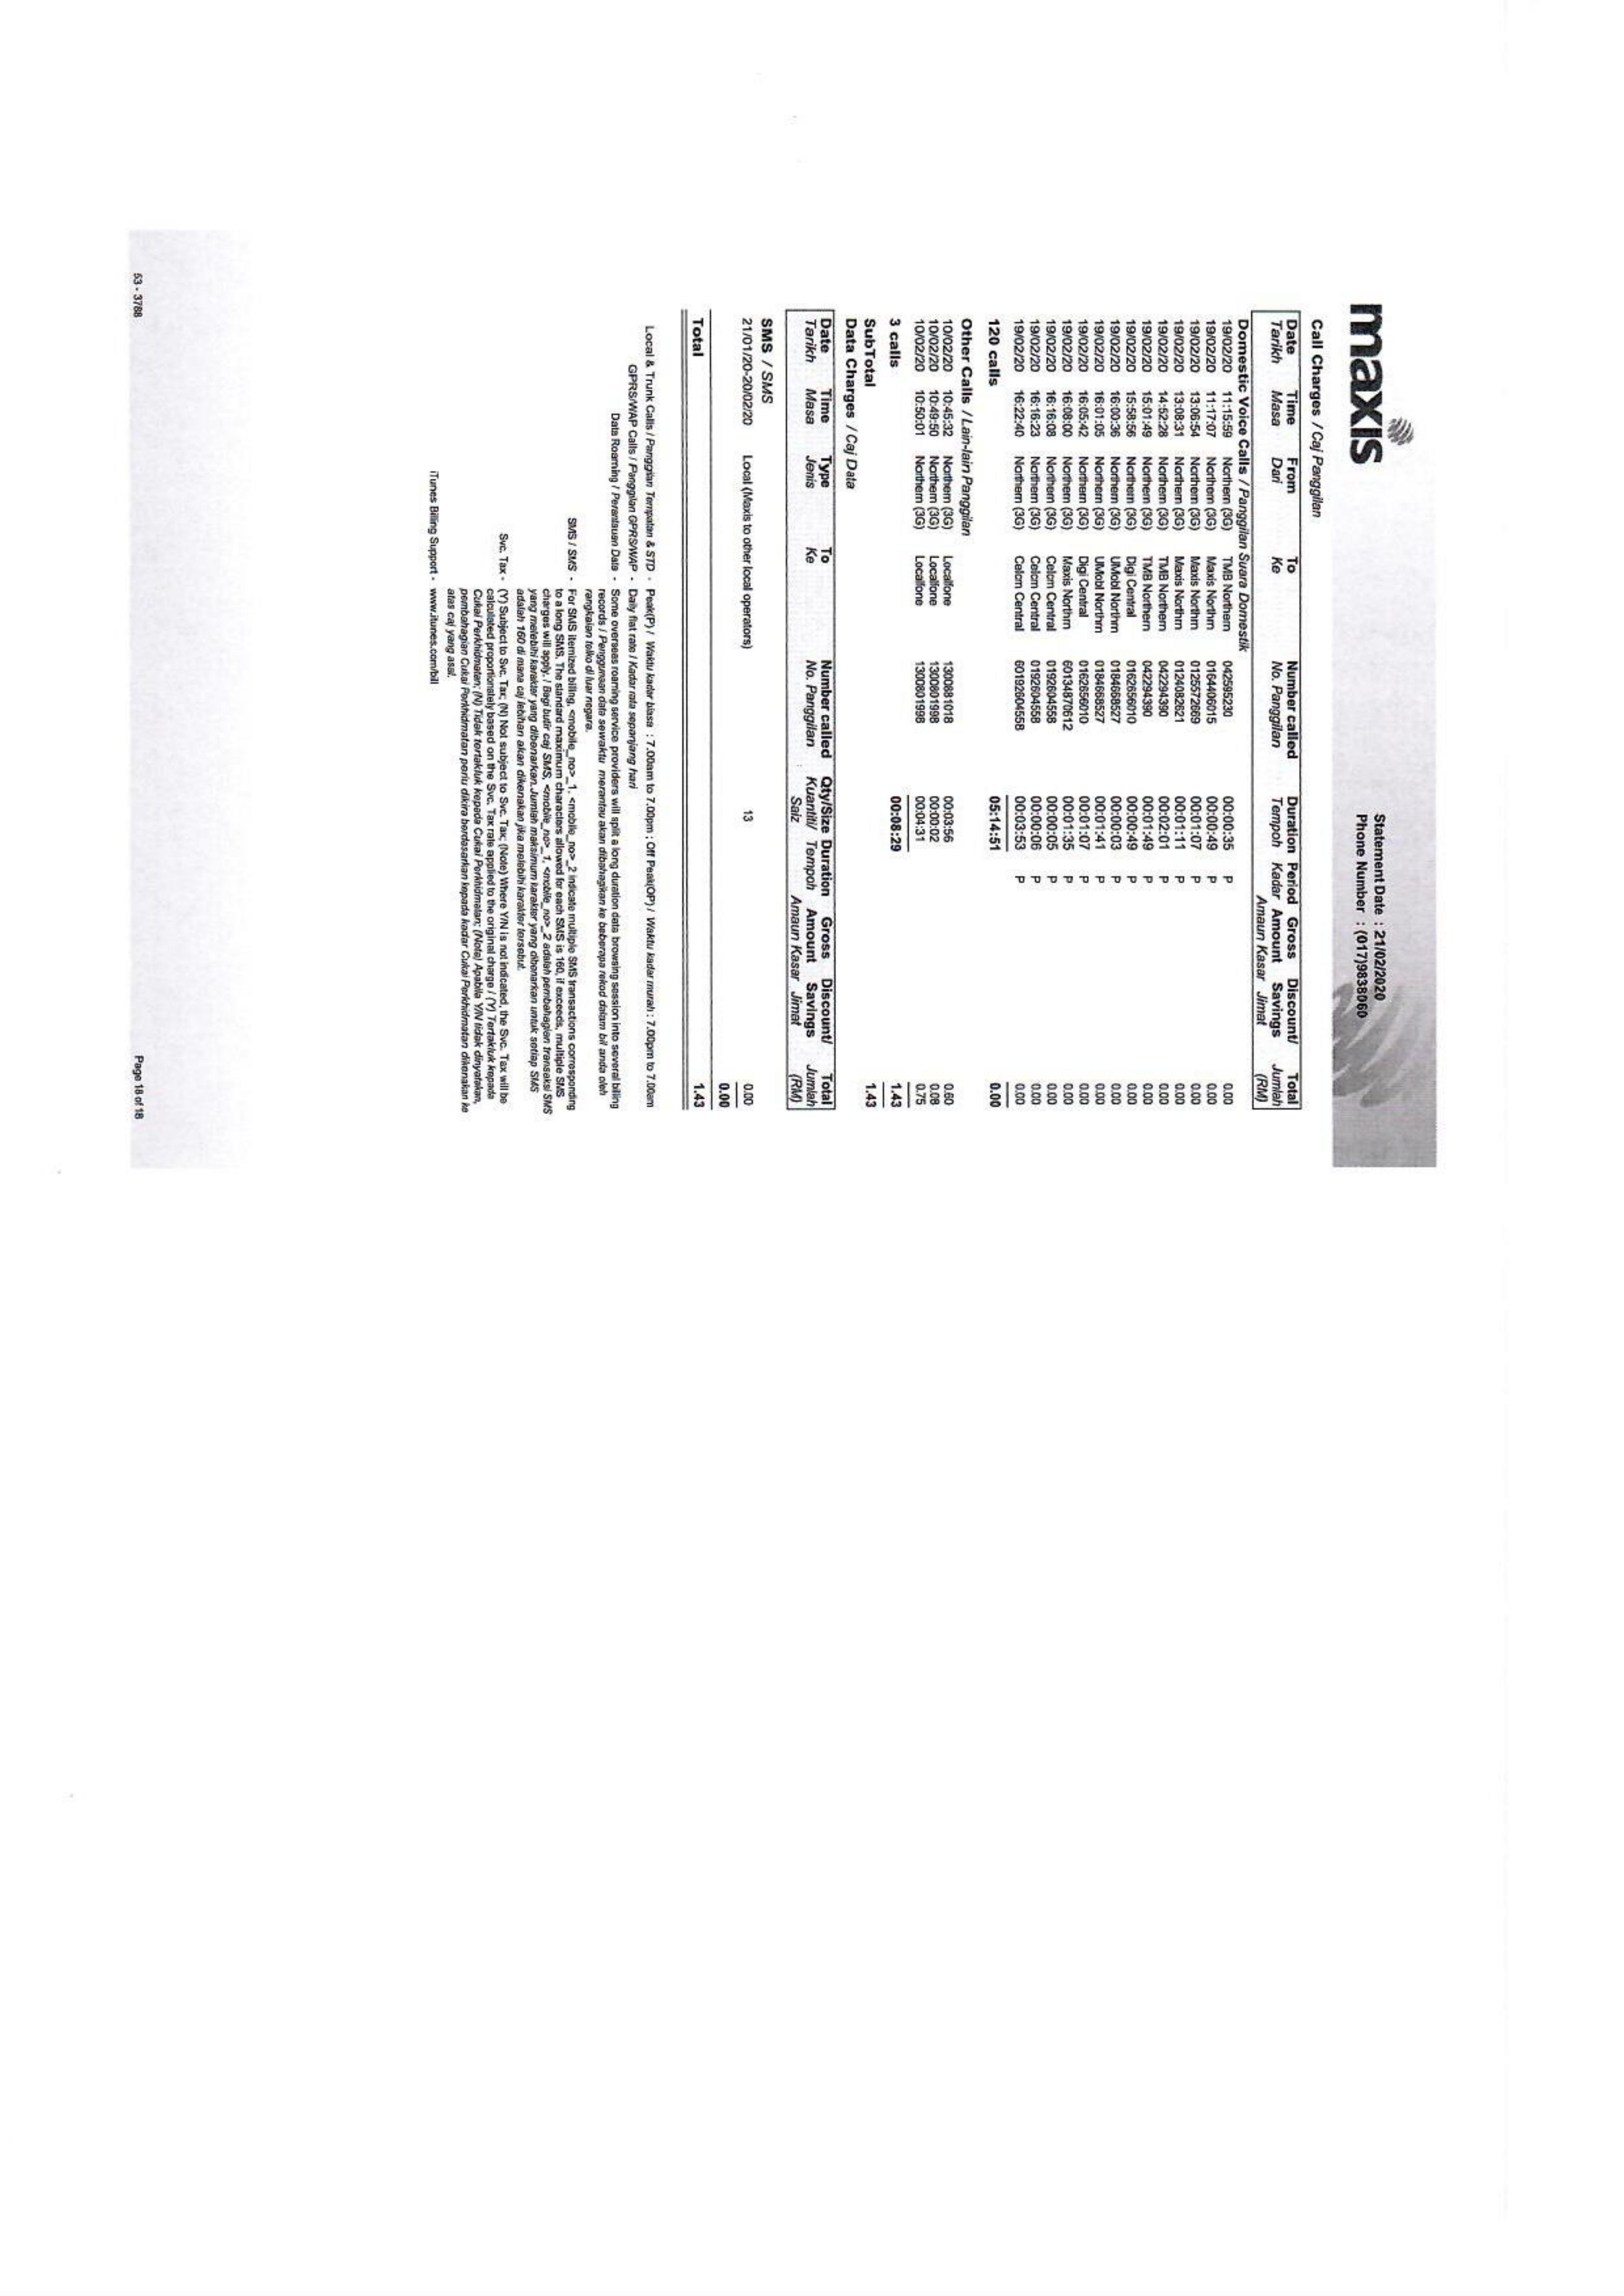 maxis
Statement Date : 21/02/2020
Phone Number : (017)9838060
Call Charges / Caj Panggilan
Date Time From To Number called Duration Period Gross Discount/ Total
Tarikh Masa Dari Ke No. Panggilan Tempoh Kadar Amount Savings Jumlah
Amaun Kasar Jimat (RM)
Domestic Voice Calls / Panggilan Suara Domestik
19/02/20 11:15:59 Northern (3G) TMB Northern 042595230 00:00:35 P 0.00
19/02/20 11:17:07 Northern (3G) Maxis Northrn 0164406015 00:00:49 P 0.00
19/02/20 13:06:54 Northern (3G) Maxis Northrn 0125572669 00:01:07 P 0.00
19/02/20 13:08:31 Northern (3G) Maxis Northrn 0124082621 00:01:11 P 0.00
19/02/20 14:52:28 Northern (3G) TMB Northern 042294390 00:02:01 P 0.00
19/02/20 15:01:49 Northern (3G) TMB Northern 042294390 00:01:49 P 0.00
19/02/20 15:58:56 Northern (3G) Digi Central 0162656010 00:00:49 P 0.00
19/02/20 16:00:36 Northern (3G) UMobl Northrn 0184668527 00:00:03 P 0.00
19/02/20 16:01:05 Northern (3G) UMobl Northrn 0184668527 00:01:41 P 0.00
19/02/20 16:05:42 Northern (3G) Digi Central 0162656010 00:01:07 P 0.00
19/02/20 16:08:00 Northern (3G) Maxis Northrn 60134870612 00:01:35 P 0.00
19/02/20 16:16:08 Northern (3G) Celcm Central 0192604558 00:00:05 P 0.00
19/02/20 16:16:23 Northern (3G) Celcm Central 0192604558 00:00:06 P 0.00
19/02/20 16:22:40 Northern (3G) Celcm Central 60192604558 00:03:53 P 0.00
120 calls 05:14:51 0.00
Other Calls / Lain-lain Panggilan
10/02/20 10:45:32 Northern (3G) Localfone 1300881018 00:03:56 0.60
10/02/20 10:49:50 Northern (3G) Localfone 1300801998 00:00:02 0.08
10/02/20 10:50:01 Northern (3G) Localfone 1300801998 00:04:31 0.75
3 calls 00:08:29 1.43
SubTotal 1.43
Data Charges / Caj Data
Date Time Type To Number called Qty/Size Duration Gross Discount/ Total
Tarikh Masa Jenis Ke No. Panggilan Kuantiti/ Tempoh Amount Savings Jumlah
Saiz Amaun Kasar Jimat (RM)
SMS / SMS
21/01/20-20/02/20 Local (Maxis to other local operators) 13 0.00
0.00
Total 1.43
Local & Trunk Calls / Panggilan Tempatan & STD - Peak(P) / Waktu kadar biasa : 7.00am to 7.00pm ; Off Peak(OP) / Waktu kadar murah : 7.00pm to 7.00am
GPRS/WAP Calls / Panggilan GPRS/WAP - Daily flat rate / Kadar rata sepanjang hari
Data Roaming / Perantauan Data - Some overseas roaming service providers will split a long duration data browsing session into several billing
records / Penggunaan data sewaktu merantau akan dibahagikan ke beberapa rekod dalam bil anda oleh
rangkaian telko di luar negara.
SMS / SMS - For SMS itemized billing, <mobile_no>_1, <mobile_no>_2 indicate multiple SMS transactions corresponding
to a long SMS. The standard maximum characters allowed for each SMS is 160, if exceeds, multiple SMS
charges will apply. / Bagi butir caj SMS, <mobile_no>_1, <mobile_no>_2 adalah pembahagian transaksi SMS
yang melebihi karakter yang dibenarkan. Jumlah maksimum karakter yang dibenarkan untuk setiap SMS
adalah 160 di mana caj lebihan akan dikenakan jika melebihi karakter tersebut.
Svc. Tax - (Y) Subject to Svc. Tax; (N) Not subject to Svc. Tax; (Note) Where Y/N is not indicated, the Svc. Tax will be
calculated proportionately based on the Svc. Tax rate applied to the original charge / (Y) Tertakluk kepada
Cukai Perkhidmatan; (N) Tidak tertakluk kepada Cukai Perkhidmatan; (Nota) Apabila Y/N tidak dinyatakan,
pembahagian Cukai Perkhidmatan perlu dikira berdasarkan kepada kadar Cukai Perkhidmatan dikenakan ke
atas caj yang asal.
iTunes Billing Support - www.itunes.com/bill
53 - 3788
Page 18 of 18